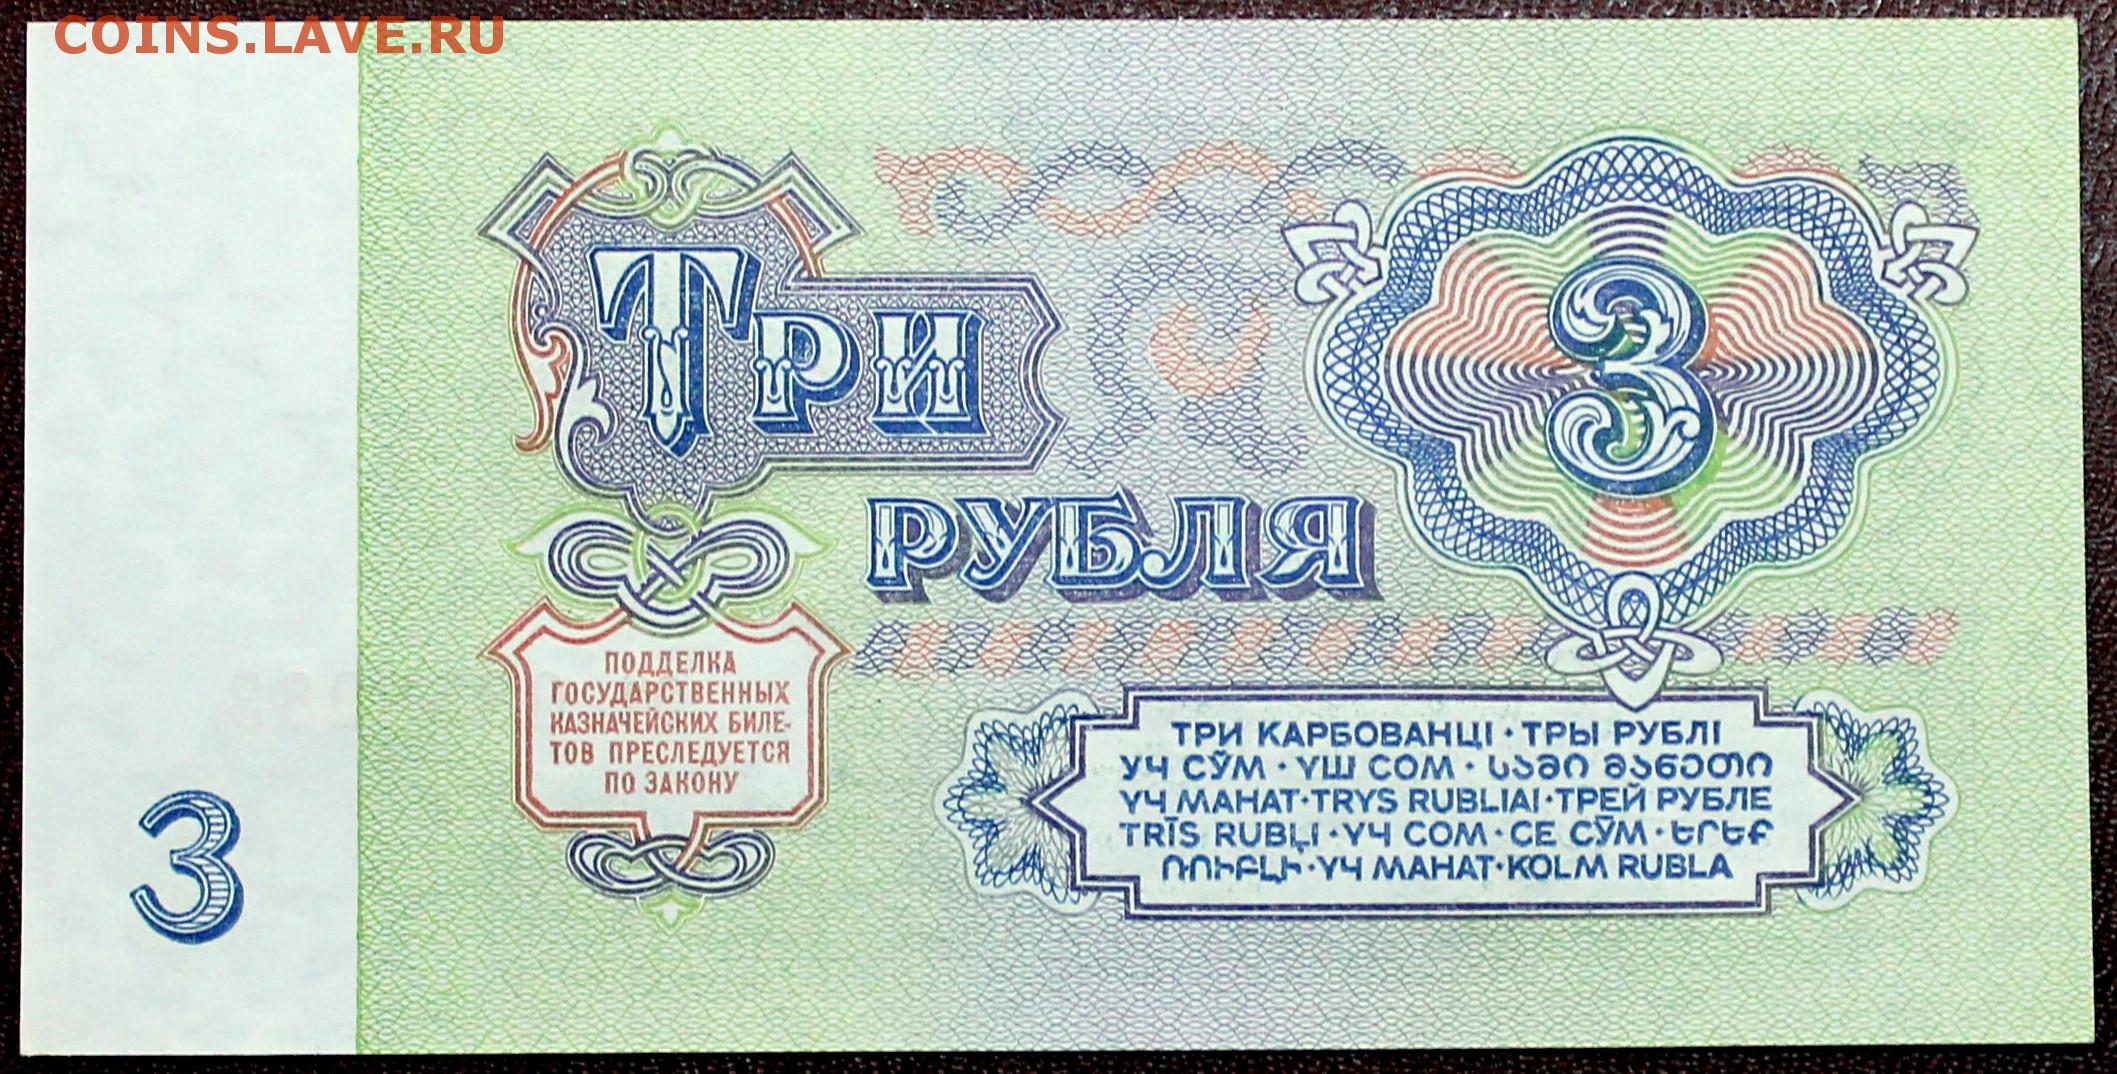 COINS.LAVE.RU
ТРИ
3
РУБЛЯ
ПОДДЕЛКА
ГОСУДАРСТВЕННЫХ
КАЗНАЧЕЙСКИХ БИЛЕ-
ТОВ ПРЕСЛЕДУЕТСЯ
ПО ЗАКОНУ
ТРИ КАРБОВАНЦІ · ТРЫ РУБЛІ
УЧ СЎМ · ҮШ СОМ · ᲡᲐᲛᲘ ᲛᲐᲜᲔᲗᲘ
ҮЧ МАНАТ · TRYS RUBLIAI · ТРЕЙ РУБЛЕ
TRĪS RUBĻI · ҮЧ СОМ · СЕ СӮМ · ԵՐԵՔ
ՌՈՒԲԼԻ · ҮЧ МАНАТ · KOLM RUBLA
3